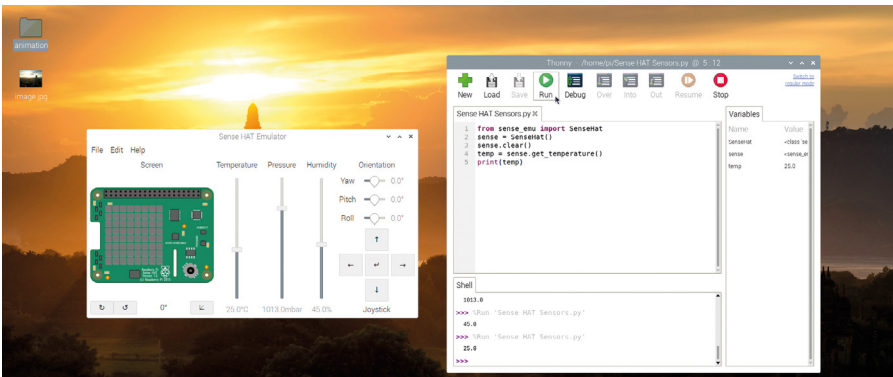 animation
image.jpg
Sense HAT Emulator
File Edit Help
Screen
Temperature Pressure Humidity Orientation
Yaw 0.0°
Pitch 0.0°
Roll 0.0°
↑
← ↵ →
↓
0° 25.0°C 1013.0mbar 45.0% Joystick
Thonny - /home/pi/Sense HAT Sensors.py @ 5 : 12
Switch to
regular mode
New Load Save Run Debug Over Into Out Resume Stop
Sense HAT Sensors.py
1 from sense_emu import SenseHat
2 sense = SenseHat()
3 sense.clear()
4 temp = sense.get_temperature()
5 print(temp)
Variables
Name Value
SenseHat <class 'se
sense <sense_e
temp 25.0
Shell
1013.0
>>> %Run 'Sense HAT Sensors.py'
45.0
>>> %Run 'Sense HAT Sensors.py'
25.0
>>>